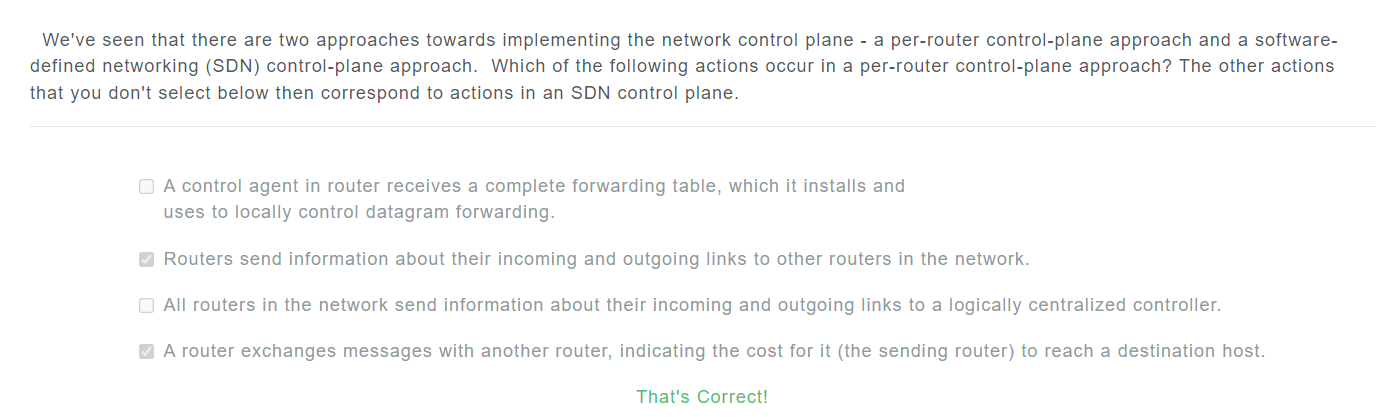 We've seen that there are two approaches towards implementing the network control plane - a per-router control-plane approach and a software-
defined networking (SDN) control-plane approach.  Which of the following actions occur in a per-router control-plane approach? The other actions
that you don't select below then correspond to actions in an SDN control plane.
A control agent in router receives a complete forwarding table, which it installs and
uses to locally control datagram forwarding.
Routers send information about their incoming and outgoing links to other routers in the network.
All routers in the network send information about their incoming and outgoing links to a logically centralized controller.
A router exchanges messages with another router, indicating the cost for it (the sending router) to reach a destination host.
That's Correct!